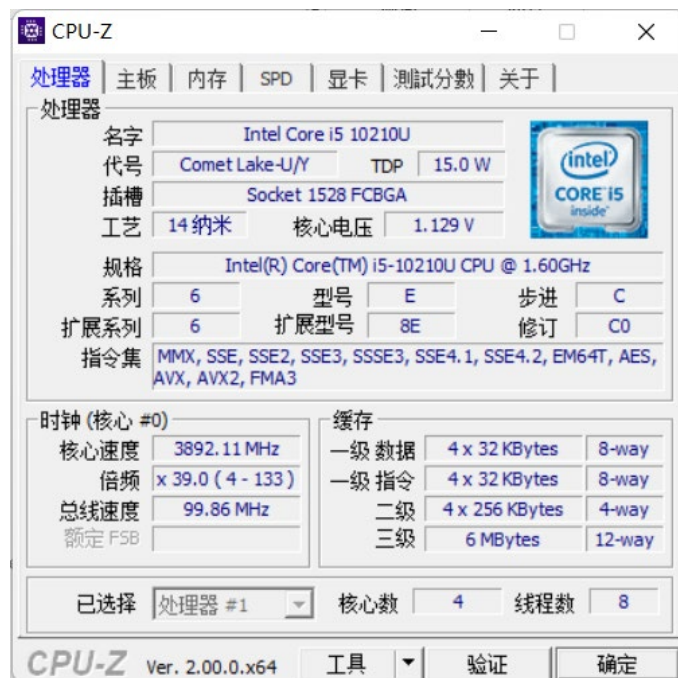 CPU-Z
处理器 主板 内存 SPD 显卡 測試分數 关于
处理器
名字 Intel Core i5 10210U
代号 Comet Lake-U/Y TDP 15.0 W
插槽 Socket 1528 FCBGA
工艺 14 纳米 核心电压 1.129 V
intel
CORE i5
inside
规格 Intel(R) Core(TM) i5-10210U CPU @ 1.60GHz
系列 6 型号 E 步进 C
扩展系列 6 扩展型号 8E 修订 C0
指令集 MMX, SSE, SSE2, SSE3, SSSE3, SSE4.1, SSE4.2, EM64T, AES,
AVX, AVX2, FMA3
时钟 (核心 #0)
核心速度 3892.11 MHz
倍频 x 39.0 ( 4 - 133 )
总线速度 99.86 MHz
额定 FSB
缓存
一级 数据 4 x 32 KBytes 8-way
一级 指令 4 x 32 KBytes 8-way
二级 4 x 256 KBytes 4-way
三级 6 MBytes 12-way
已选择 处理器 #1 核心数 4 线程数 8
CPU-Z Ver. 2.00.0.x64 工具 验证 确定